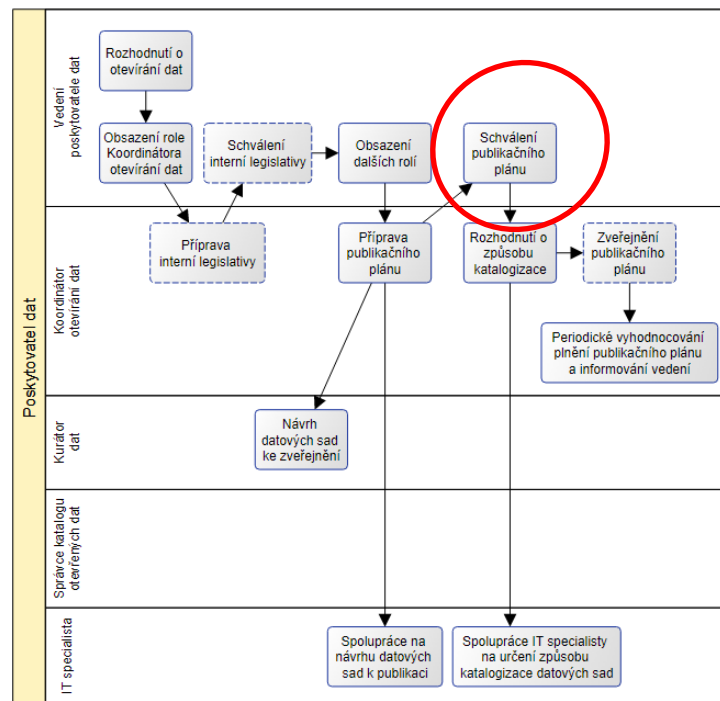 Poskytovatel dat
Vedení
poskytovatele dat
Rozhodnutí o
otevírání dat
Obsazení role
Koordinátora
otevírání dat
Schválení
interní legislativy
Obsazení
dalších rolí
Schválení
publikačního
plánu
Koordinátor
otevírání dat
Příprava
interní legislativy
Příprava
publikačního
plánu
Rozhodnutí o
způsobu
katalogizace
Zveřejnění
publikačního
plánu
Periodické vyhodnocování
plnění publikačního plánu
a informování vedení
Kurátor
dat
Návrh
datových sad
ke zveřejnění
Správce katalogu
otevřených dat
IT specialista
Spolupráce na
návrhu datových
sad k publikaci
Spolupráce IT specialisty
na určení způsobu
katalogizace datových sad